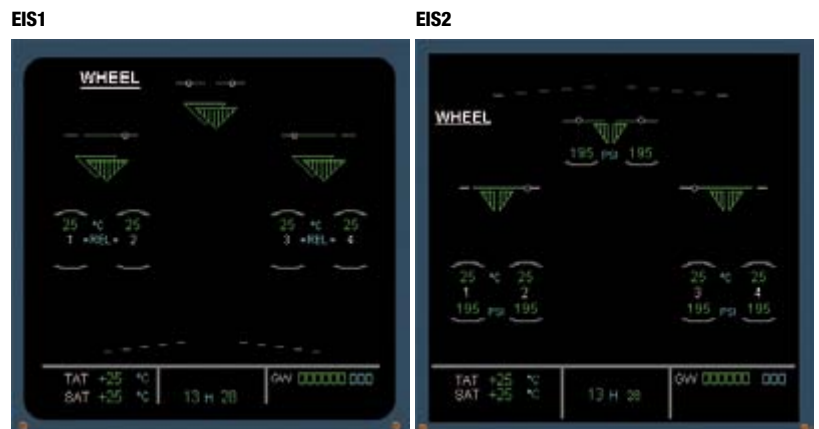 EIS1
WHEEL
25 °C 25
1 •REL• 2
25 °C 25
3 •REL• 4
TAT +25 °C
SAT +25 °C
13 H 28
GW
EIS2
WHEEL
195 PSI 195
25 °C 25
1 2
195 PSI 195
25 °C 25
3 4
195 PSI 195
TAT +25 °C
SAT +25 °C
13 H 28
GW